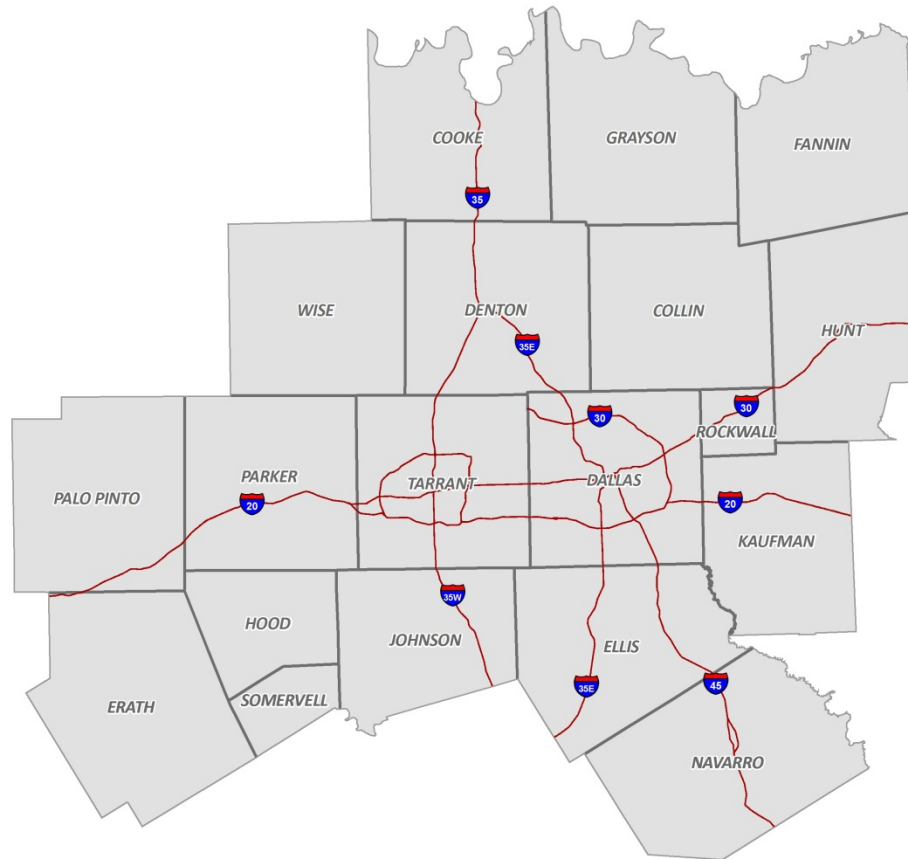 COOKE
GRAYSON
FANNIN
35
WISE
DENTON
COLLIN
HUNT
35E
30
30
ROCKWALL
PARKER
TARRANT
DALLAS
PALO PINTO
20
20
KAUFMAN
35W
HOOD
JOHNSON
ELLIS
35E
45
SOMERVELL
ERATH
NAVARRO